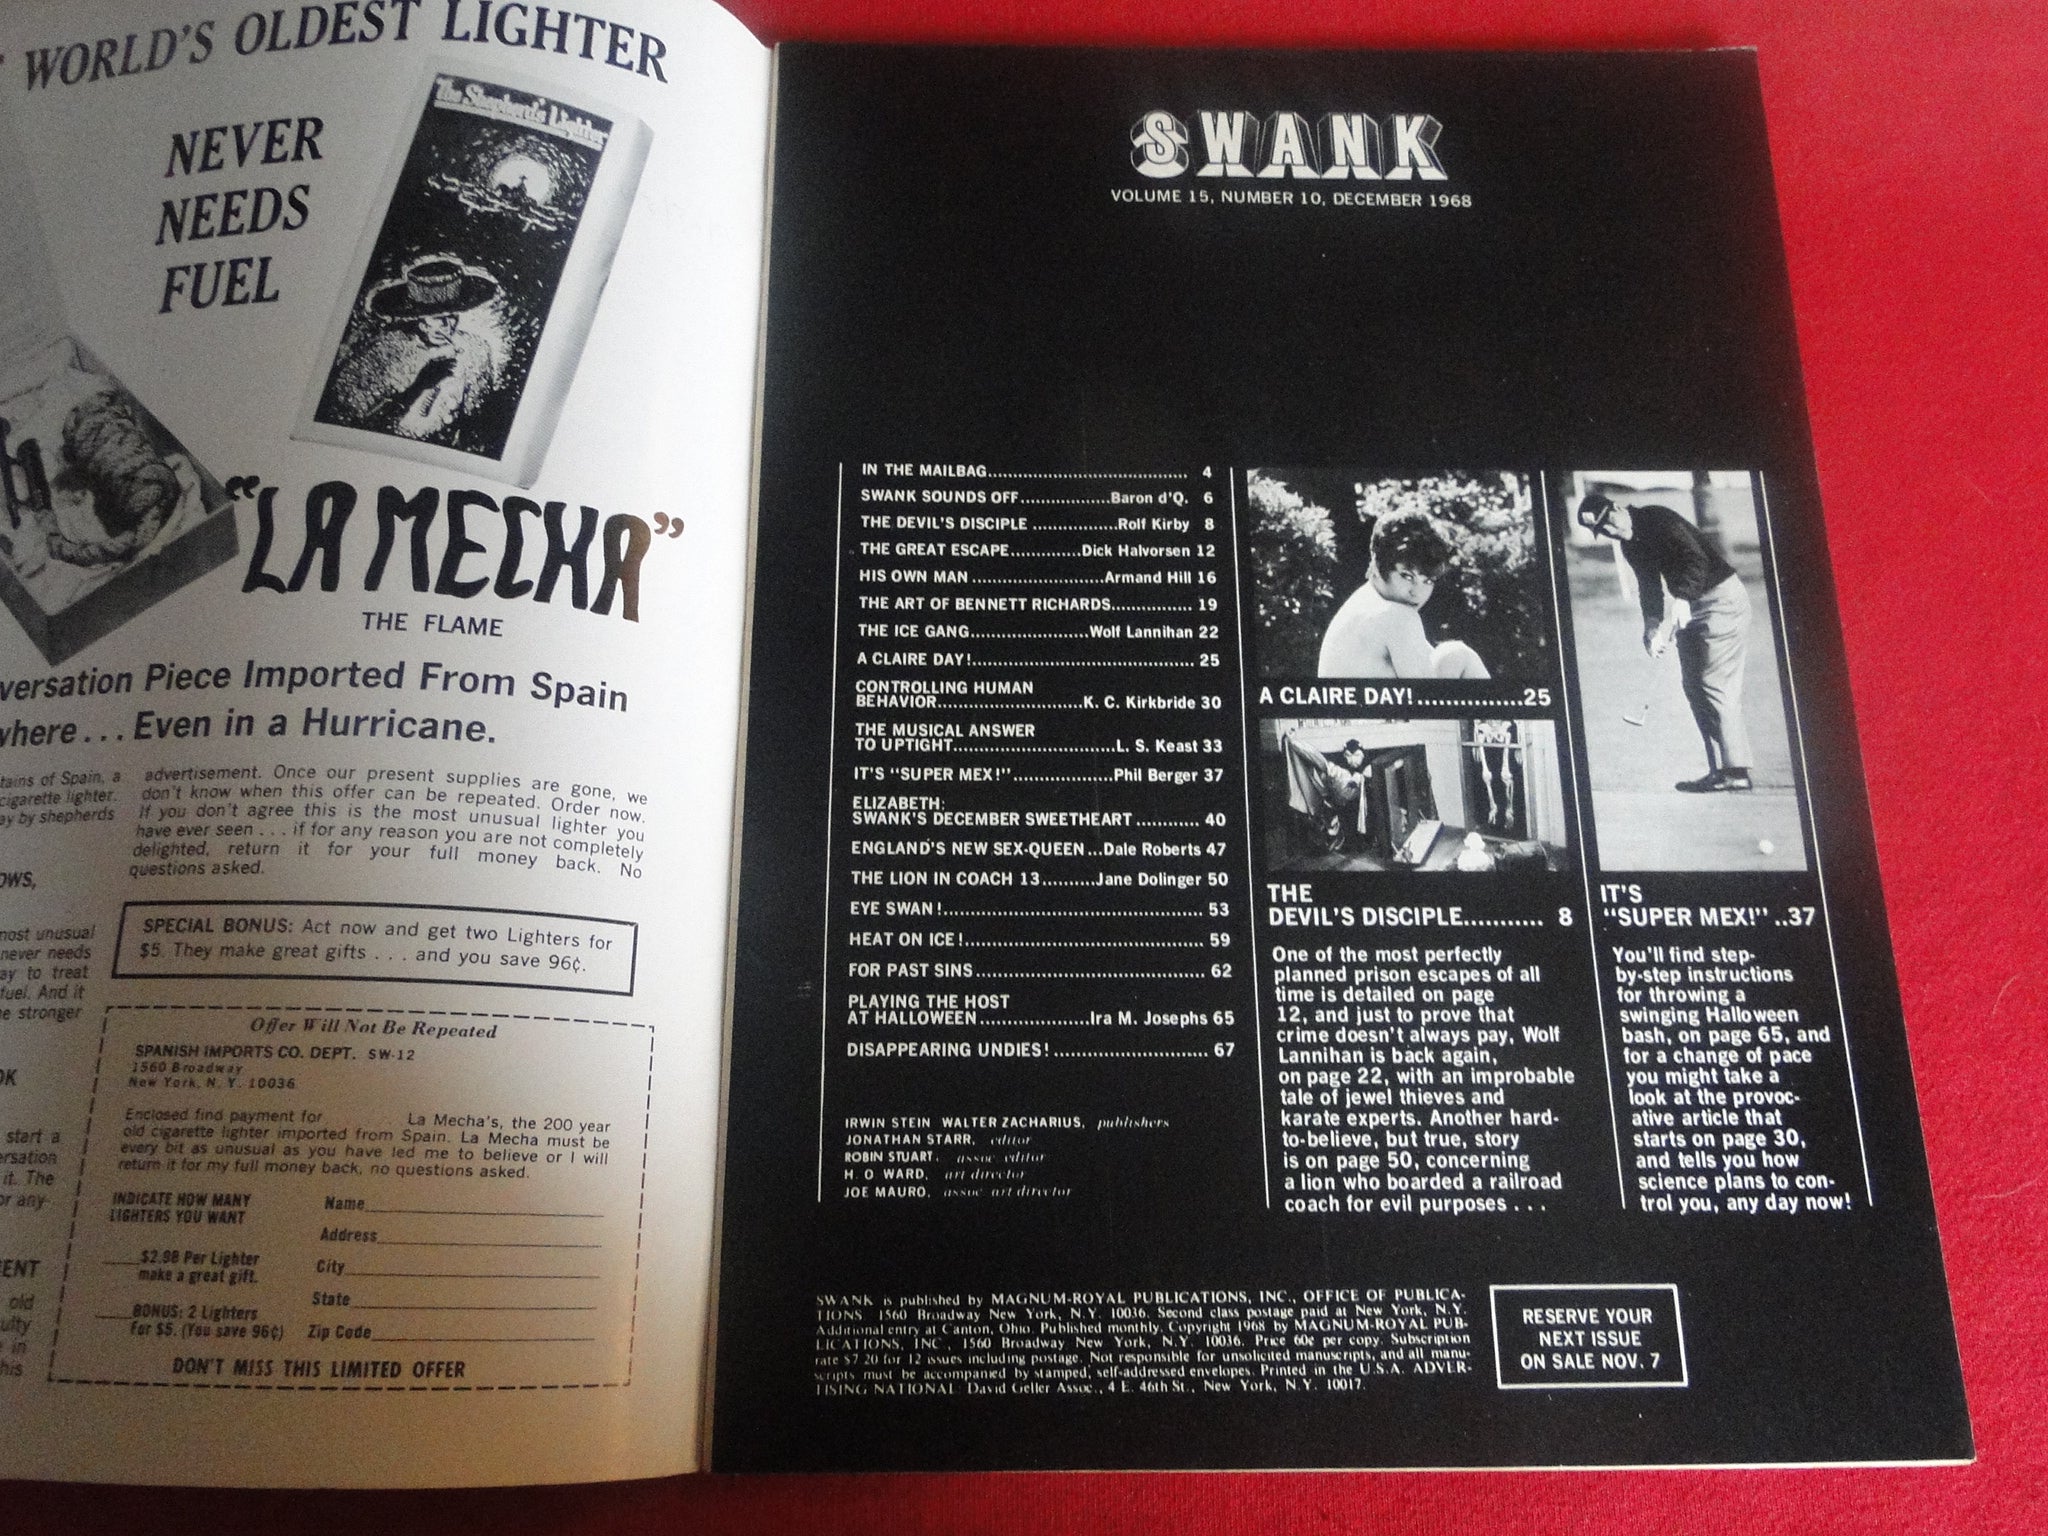 WORLD'S OLDEST LIGHTER
The Shepherd's Lighter
NEVER
NEEDS
FUEL
"LA MECHA"
THE FLAME
Piece Imported From Spain
... Even in a Hurricane.
of Spain, a
cigarette lighter.
by shepherds
advertisement. Once our present supplies are gone, we
don't know when this offer can be repeated. Order now.
If you don't agree this is the most unusual lighter you
have ever seen . . . if for any reason you are not completely
delighted, return it for your full money back. No
questions asked.
SPECIAL BONUS: Act now and get two Lighters for
$5. They make great gifts . . . and you save 96¢.
unusual
never needs
to treat
fuel. And it
stronger
start a
it. The
old
in
Offer Will Not Be Repeated
SPANISH IMPORTS CO. DEPT. SW-12
1560 Broadway
New York, N. Y. 10036
Enclosed find payment for La Mecha's, the 200 year
old cigarette lighter imported from Spain. La Mecha must be
every bit as unusual as you have led me to believe or I will
return it for my full money back, no questions asked.
INDICATE HOW MANY
LIGHTERS YOU WANT
___$2.98 Per Lighter
make a great gift.
___BONUS: 2 Lighters
For $5. (You save 96¢)
Name
Address
City
State
Zip Code
DON'T MISS THIS LIMITED OFFER
SWANK
VOLUME 15, NUMBER 10, DECEMBER 1968
IN THE MAILBAG........ 4
SWANK SOUNDS OFF........Baron d'Q. 6
THE DEVIL'S DISCIPLE ........Rolf Kirby 8
THE GREAT ESCAPE........Dick Halvorsen 12
HIS OWN MAN ........Armand Hill 16
THE ART OF BENNETT RICHARDS........ 19
THE ICE GANG........Wolf Lannihan 22
A CLAIRE DAY!........ 25
CONTROLLING HUMAN
BEHAVIOR........K. C. Kirkbride 30
THE MUSICAL ANSWER
TO UPTIGHT........L. S. Keast 33
IT'S "SUPER MEX!"........Phil Berger 37
ELIZABETH:
SWANK'S DECEMBER SWEETHEART ........ 40
ENGLAND'S NEW SEX-QUEEN ...Dale Roberts 47
THE LION IN COACH 13........Jane Dolinger 50
EYE SWAN!........ 53
HEAT ON ICE!........ 59
FOR PAST SINS........ 62
PLAYING THE HOST
AT HALLOWEEN ........Ira M. Josephs 65
DISAPPEARING UNDIES! ........ 67
IRWIN STEIN WALTER ZACHARIUS, publishers
JONATHAN STARR, editor
ROBIN STUART, assoc. editor
H. O WARD, art director
JOE MAURO, assoc. art director
A CLAIRE DAY!...............25
THE
DEVIL'S DISCIPLE........... 8
One of the most perfectly
planned prison escapes of all
time is detailed on page
12, and just to prove that
crime doesn't always pay, Wolf
Lannihan is back again,
on page 22, with an improbable
tale of jewel thieves and
karate experts. Another hard-
to-believe, but true, story
is on page 50, concerning
a lion who boarded a railroad
coach for evil purposes . . .
IT'S
"SUPER MEX!" ..37
You'll find step-
by-step instructions
for throwing a
swinging Halloween
bash, on page 65, and
for a change of pace
you might take a
look at the provoc-
ative article that
starts on page 30,
and tells you how
science plans to con-
trol you, any day now!
SWANK is published by MAGNUM-ROYAL PUBLICATIONS, INC., OFFICE OF PUBLICA-
TIONS 1560 Broadway New York, N.Y. 10036. Second class postage paid at New York, N.Y.
Additional entry at Canton, Ohio. Published monthly. Copyright 1968 by MAGNUM-ROYAL PUB-
LICATIONS, INC., 1560 Broadway, New York, N.Y. 10036. Price 60¢ per copy. Subscription
rate $7.20 for 12 issues including postage. Not responsible for unsolicited manuscripts, and all manu-
scripts must be accompanied by stamped, self-addressed envelopes. Printed in the U.S.A. ADVER-
TISING NATIONAL: David Geller Assoc., 4 E. 46th St., New York, N.Y. 10017.
RESERVE YOUR
NEXT ISSUE
ON SALE NOV. 7